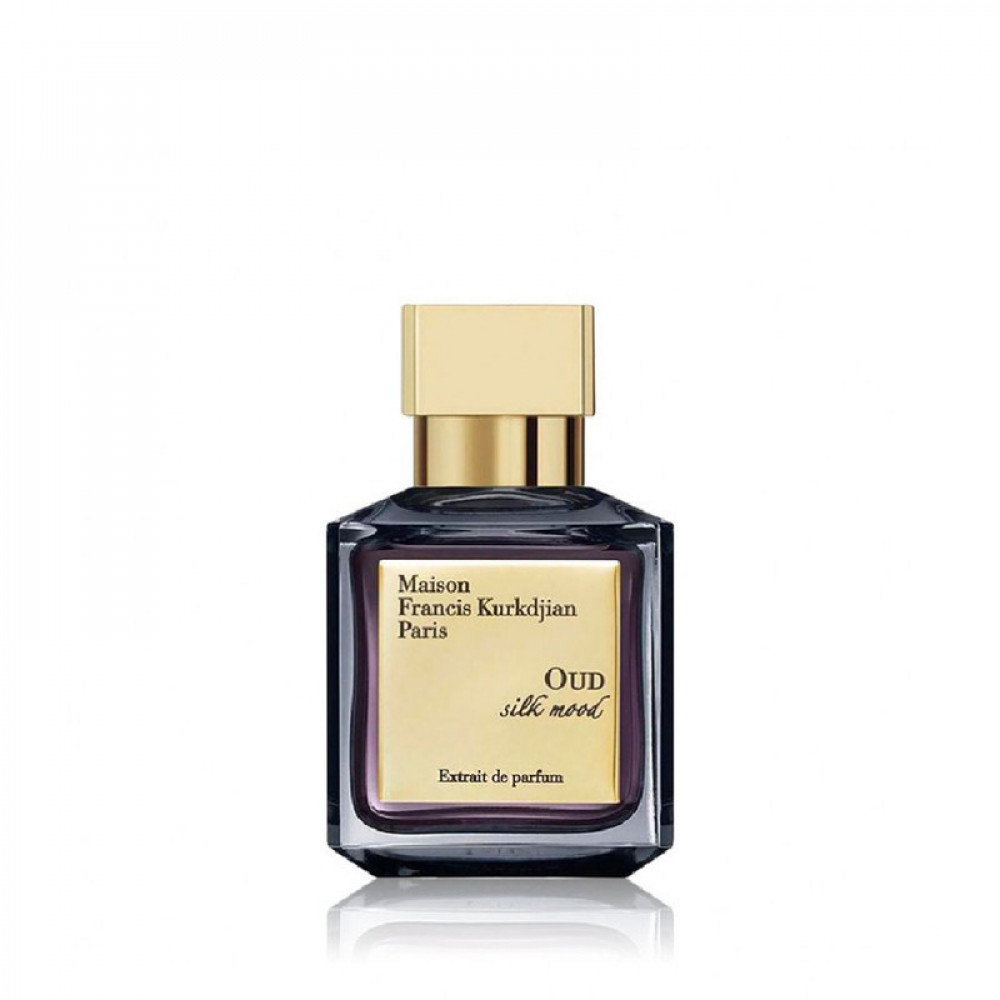 Maison
Francis Kurkdjian
Paris
OUD
silk mood
Extrait de parfum